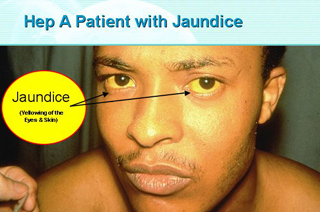 Hep A Patient with Jaundice
Jaundice
(Yellowing of the
Eyes & Skin)